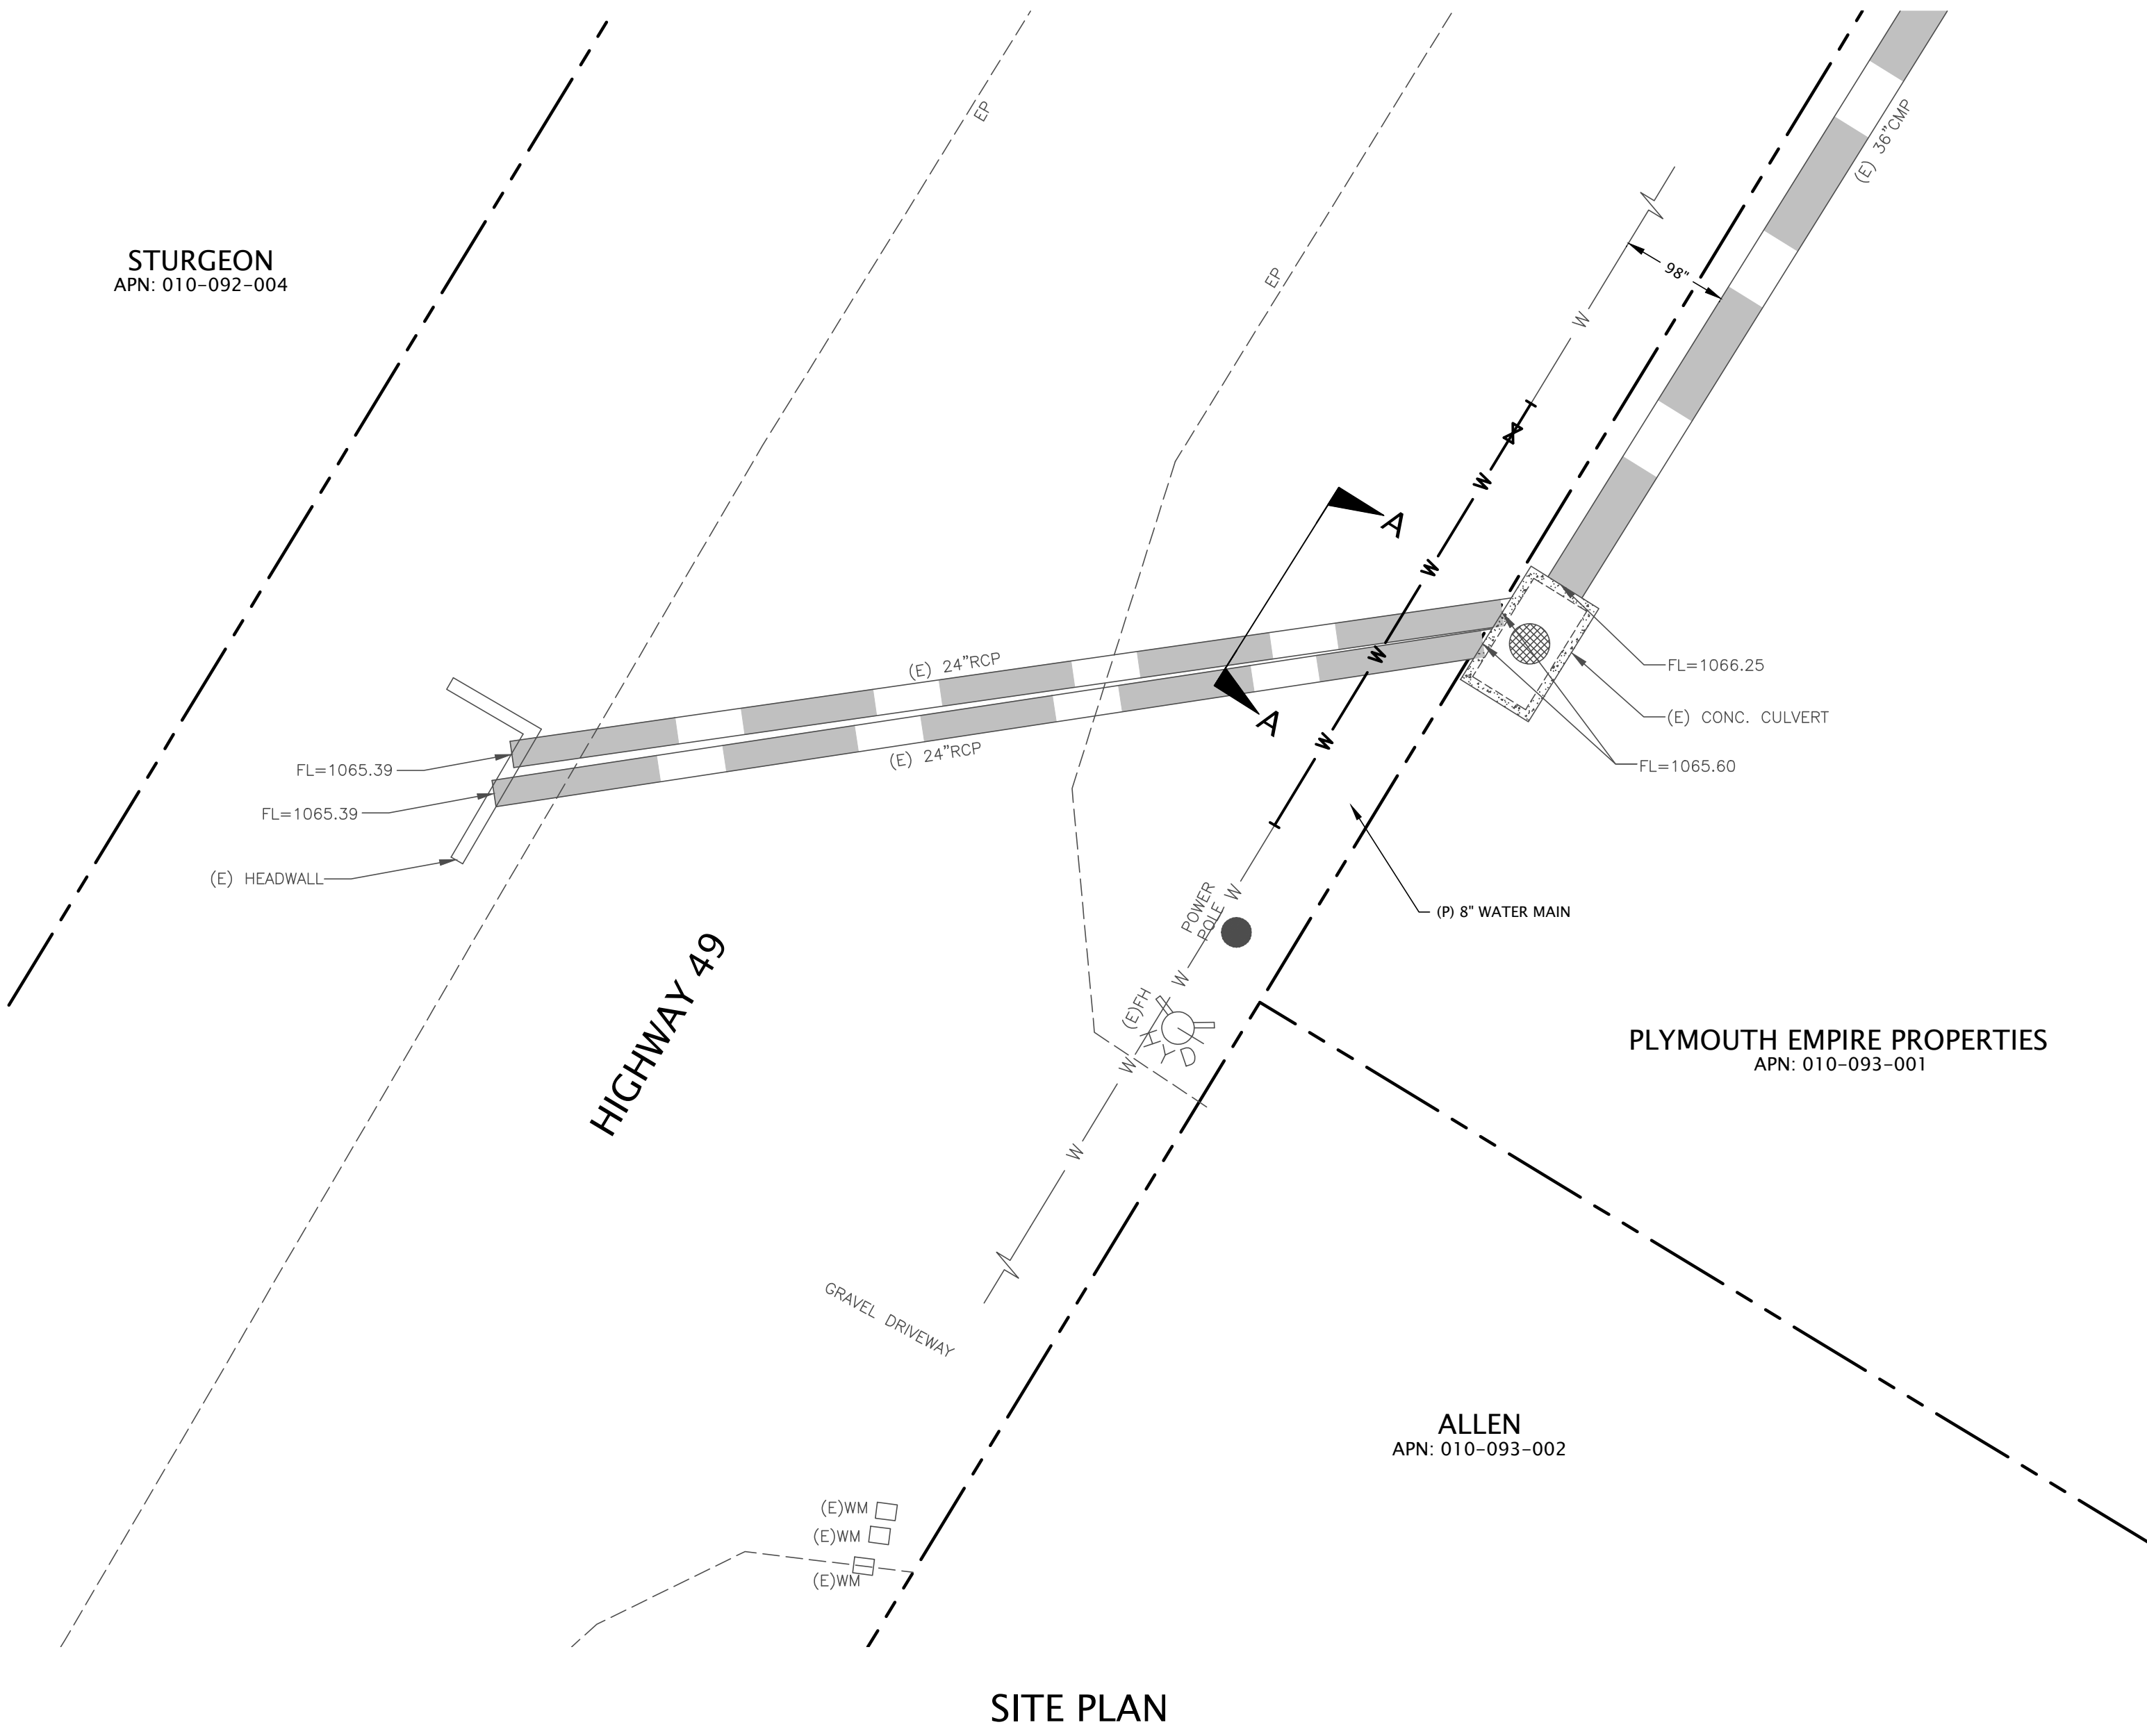 EP
(E) 36"CMP
STURGEON
APN: 010-092-004
EP
98"
W
W
A
W
FL=1066.25
(E) 24"RCP
W
(E) CONC. CULVERT
A
(E) 24"RCP
W
FL=1065.39
FL=1065.60
FL=1065.39
(E) HEADWALL
POWER
POLE
W
(P) 8" WATER MAIN
HIGHWAY 49
W
(E)FH
HYD
W
PLYMOUTH EMPIRE PROPERTIES
APN: 010-093-001
W
GRAVEL DRIVEWAY
ALLEN
APN: 010-093-002
(E)WM
(E)WM
(E)WM
SITE PLAN